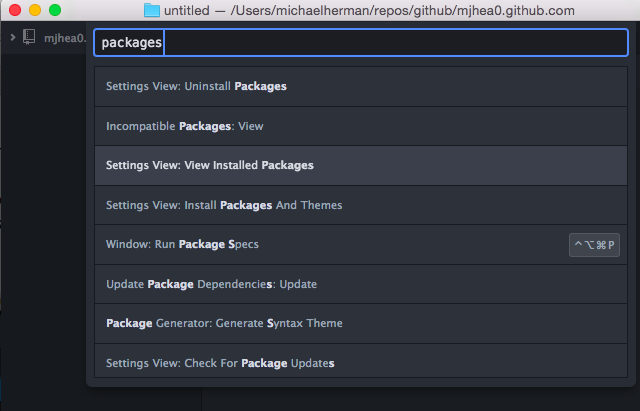 untitled — /Users/michaelherman/repos/github/mjhea0.github.com
mjhea0.
packages
Settings View: Uninstall Packages
Incompatible Packages: View
Settings View: View Installed Packages
Settings View: Install Packages And Themes
Window: Run Package Specs ⌃⌥⌘P
Update Package Dependencies: Update
Package Generator: Generate Syntax Theme
Settings View: Check For Package Updates